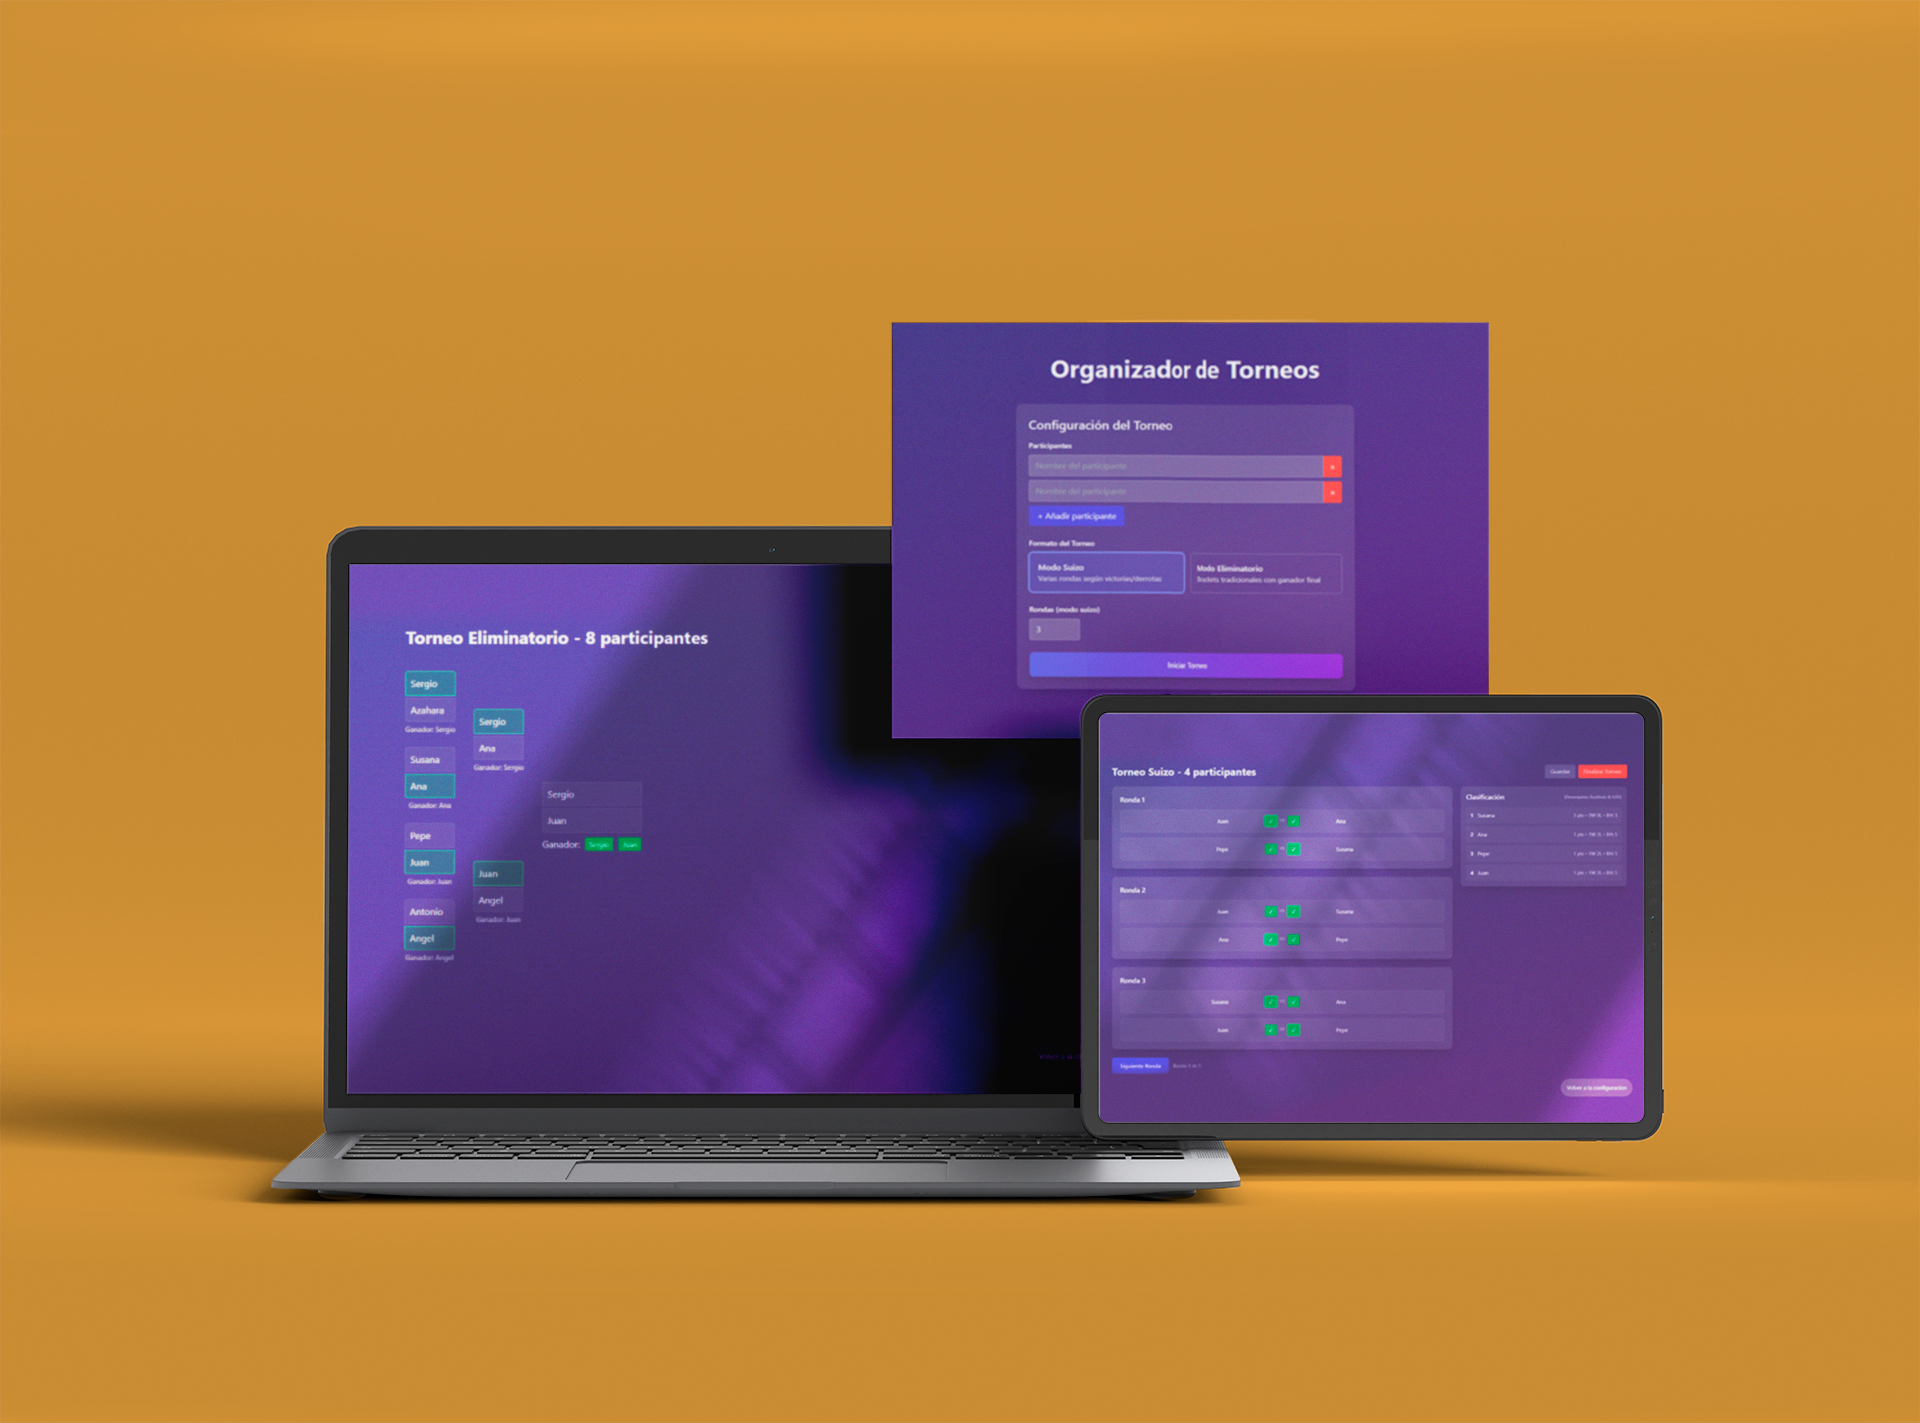 Organizador de Torneos
Configuración del Torneo
Participantes
Nombre del participante
×
Nombre del participante
×
+ Añadir participante
Formato del Torneo
Modo Suizo
Varias rondas según victorias/derrotas
Modo Eliminatorio
Brackets tradicionales con ganador final
Rondas (modo suizo)
3
Iniciar Torneo
Torneo Eliminatorio - 8 participantes
Sergio
Azahara
Ganador: Sergio
Susana
Ana
Ganador: Ana
Pepe
Juan
Ganador: Juan
Antonio
Angel
Ganador: Angel
Sergio
Ana
Ganador: Sergio
Juan
Angel
Ganador: Juan
Sergio
Juan
Ganador: Sergio Juan
Torneo Suizo - 4 participantes
Guardar
Finalizar Torneo
Ronda 1
Juan ✓ vs ✓ Ana
Pepe ✓ vs ✓ Susana
Ronda 2
Juan ✓ vs ✓ Susana
Ana ✓ vs ✓ Pepe
Ronda 3
Susana ✓ vs ✓ Ana
Juan ✓ vs ✓ Pepe
Siguiente Ronda
Clasificación
1 Susana
2 Ana
3 Pepe
4 Juan
Volver a la configuración